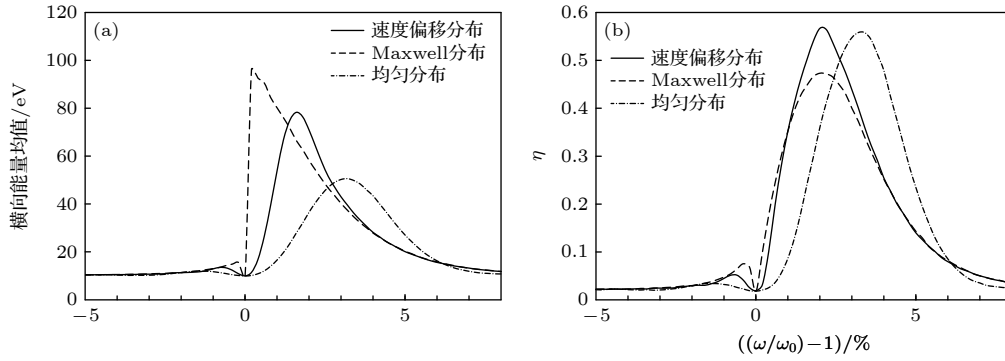 (a)
速度偏移分布
Maxwell分布
均匀分布
横向能量均值/eV
120
100
80
60
40
20
0
−5
0
5
(b)
速度偏移分布
Maxwell分布
均匀分布
η
0.6
0.5
0.4
0.3
0.2
0.1
0
−5
0
5
((ω/ω₀)−1)/%